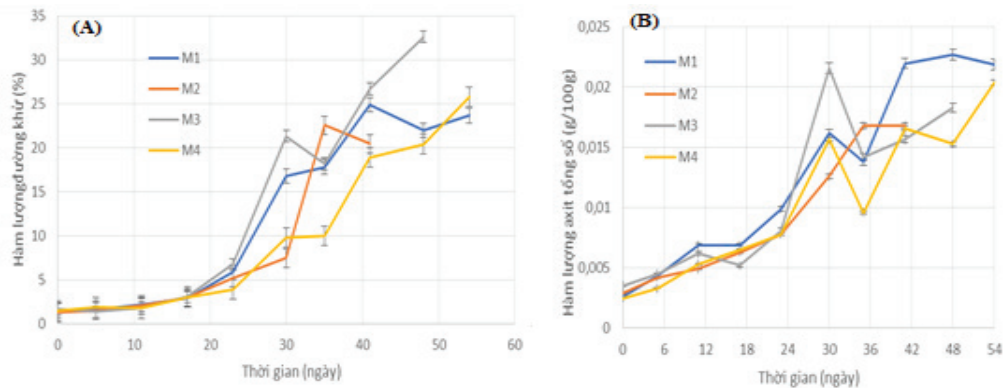 (A)
Hàm lượngđường khử (%)
35
30
25
20
15
10
5
0
M1
M2
M3
M4
0 10 20 30 40 50 60
Thời gian (ngày)
(B)
Hàm lượng axit tổng số (g/100g)
0,025
0,02
0,015
0,01
0,005
0,000
M1
M2
M3
M4
0 6 12 18 24 30 36 42 48 54
Thời gian (ngày)